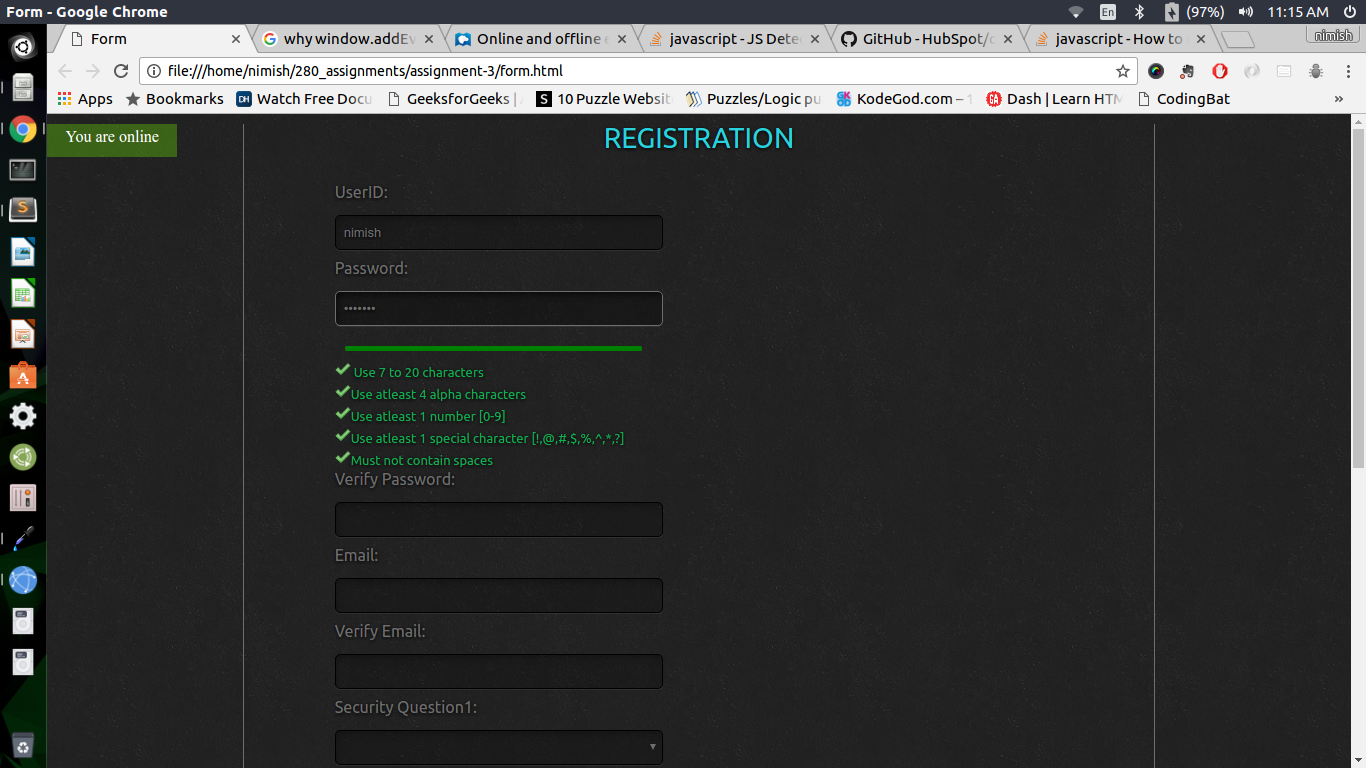 Form - Google Chrome
En
(97%)
11:15 AM
Form
why window.addEv
Online and offline e
javascript - JS Dete
GitHub - HubSpot/o
javascript - How to
nimish
file:///home/nimish/280_assignments/assignment-3/form.html
Apps
Bookmarks
DH Watch Free Docu
GeeksforGeeks | A
S 10 Puzzle Website
Puzzles/Logic pu
KodeGod.com – 1
GA Dash | Learn HTM
CodingBat
»
You are online
REGISTRATION
UserID:
nimish
Password:
•••••••
Use 7 to 20 characters
Use atleast 4 alpha characters
Use atleast 1 number [0-9]
Use atleast 1 special character [!,@,#,$,%,^,*,?]
Must not contain spaces
Verify Password:
Email:
Verify Email:
Security Question1: